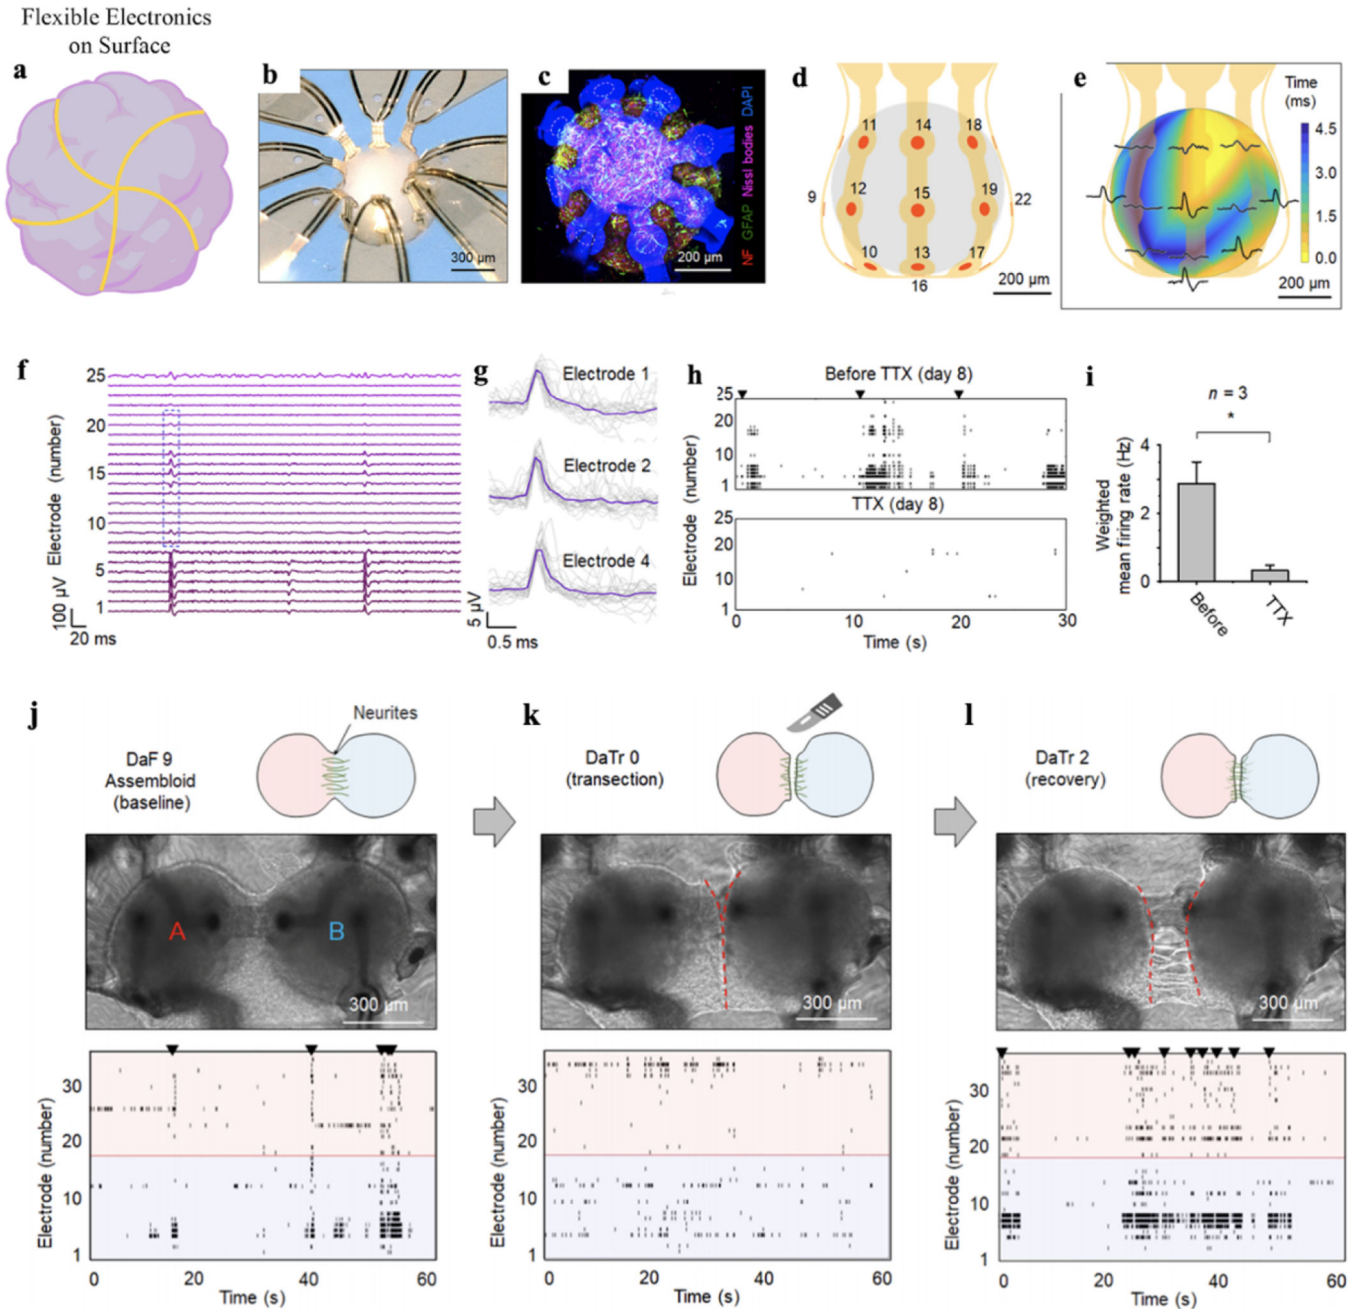 Flexible Electronics
on Surface
a
b
300 μm
c
NF GFAP Nissl bodies DAPI
200 μm
d
11 14 18
9 12 15 19 22
10 13 17
16
200 μm
e
Time
(ms)
4.5
3.0
1.5
0.0
200 μm
f
Electrode (number)
25
20
15
10
5
1
100 μV
20 ms
g
Electrode 1
Electrode 2
Electrode 4
5 μV
0.5 ms
h
Before TTX (day 8)
Electrode (number)
25
20
10
1
TTX (day 8)
25
20
10
1
0 10 20 30
Time (s)
i
n = 3
*
Weighted
mean firing rate (Hz)
4
2
0
Before
TTX
j
Neurites
DaF 9
Assembloid
(baseline)
A
B
300 μm
Electrode (number)
30
20
10
1
0 20 40 60
Time (s)
k
DaTr 0
(transection)
300 μm
Electrode (number)
30
20
10
1
0 20 40 60
Time (s)
l
DaTr 2
(recovery)
300 μm
Electrode (number)
30
20
10
1
0 20 40 60
Time (s)